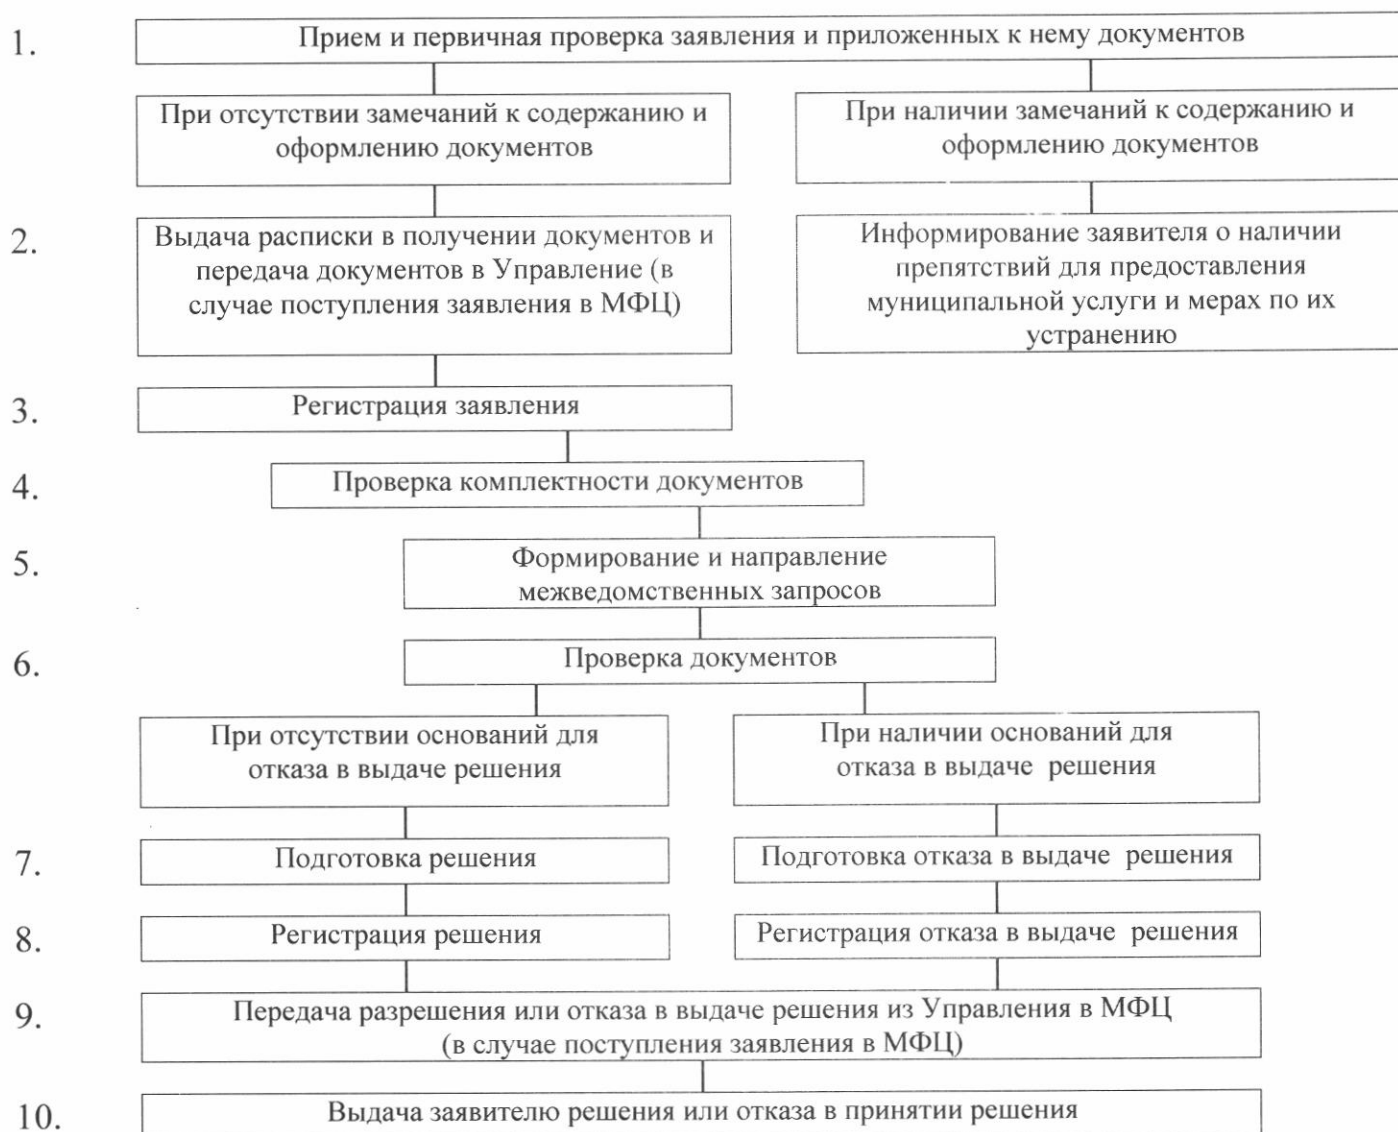 1.
Прием и первичная проверка заявления и приложенных к нему документов
При отсутствии замечаний к содержанию и
оформлению документов
При наличии замечаний к содержанию и
оформлению документов
2.
Выдача расписки в получении документов и
передача документов в Управление (в
случае поступления заявления в МФЦ)
Информирование заявителя о наличии
препятствий для предоставления
муниципальной услуги и мерах по их
устранению
3.
Регистрация заявления
4.
Проверка комплектности документов
5.
Формирование и направление
межведомственных запросов
6.
Проверка документов
При отсутствии оснований для
отказа в выдаче решения
При наличии оснований для
отказа в выдаче решения
7.
Подготовка решения
Подготовка отказа в выдаче решения
8.
Регистрация решения
Регистрация отказа в выдаче решения
9.
Передача разрешения или отказа в выдаче решения из Управления в МФЦ
(в случае поступления заявления в МФЦ)
10.
Выдача заявителю решения или отказа в принятии решения